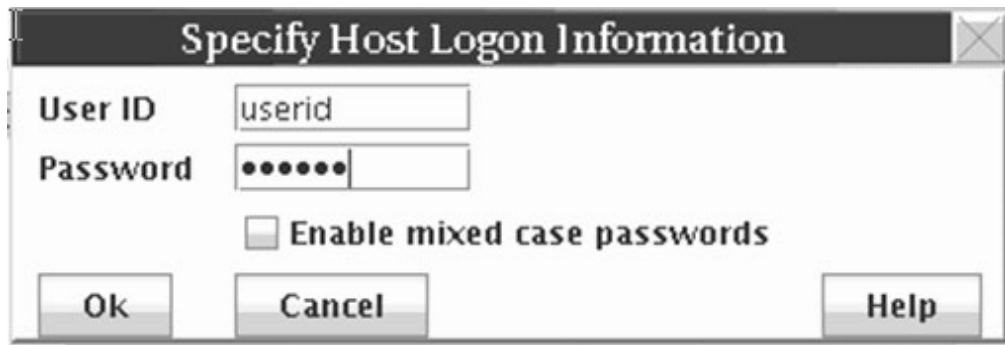 Specify Host Logon Information
User ID userid
Password ••••••
Enable mixed case passwords
Ok Cancel Help